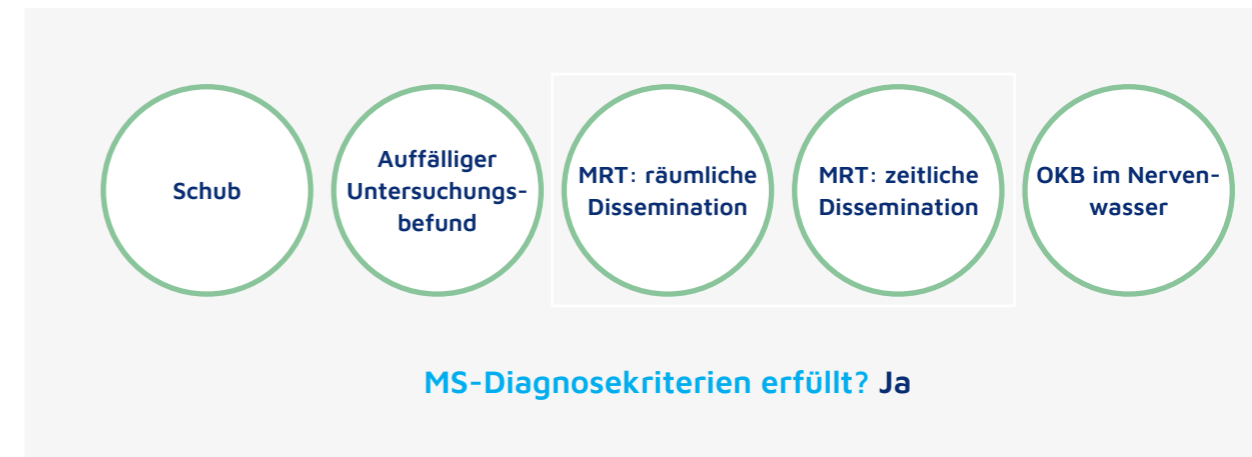 Schub
Auffälliger
Untersuchungs-
befund
MRT: räumliche
Dissemination
MRT: zeitliche
Dissemination
OKB im Nerven-
wasser
MS-Diagnosekriterien erfüllt? Ja